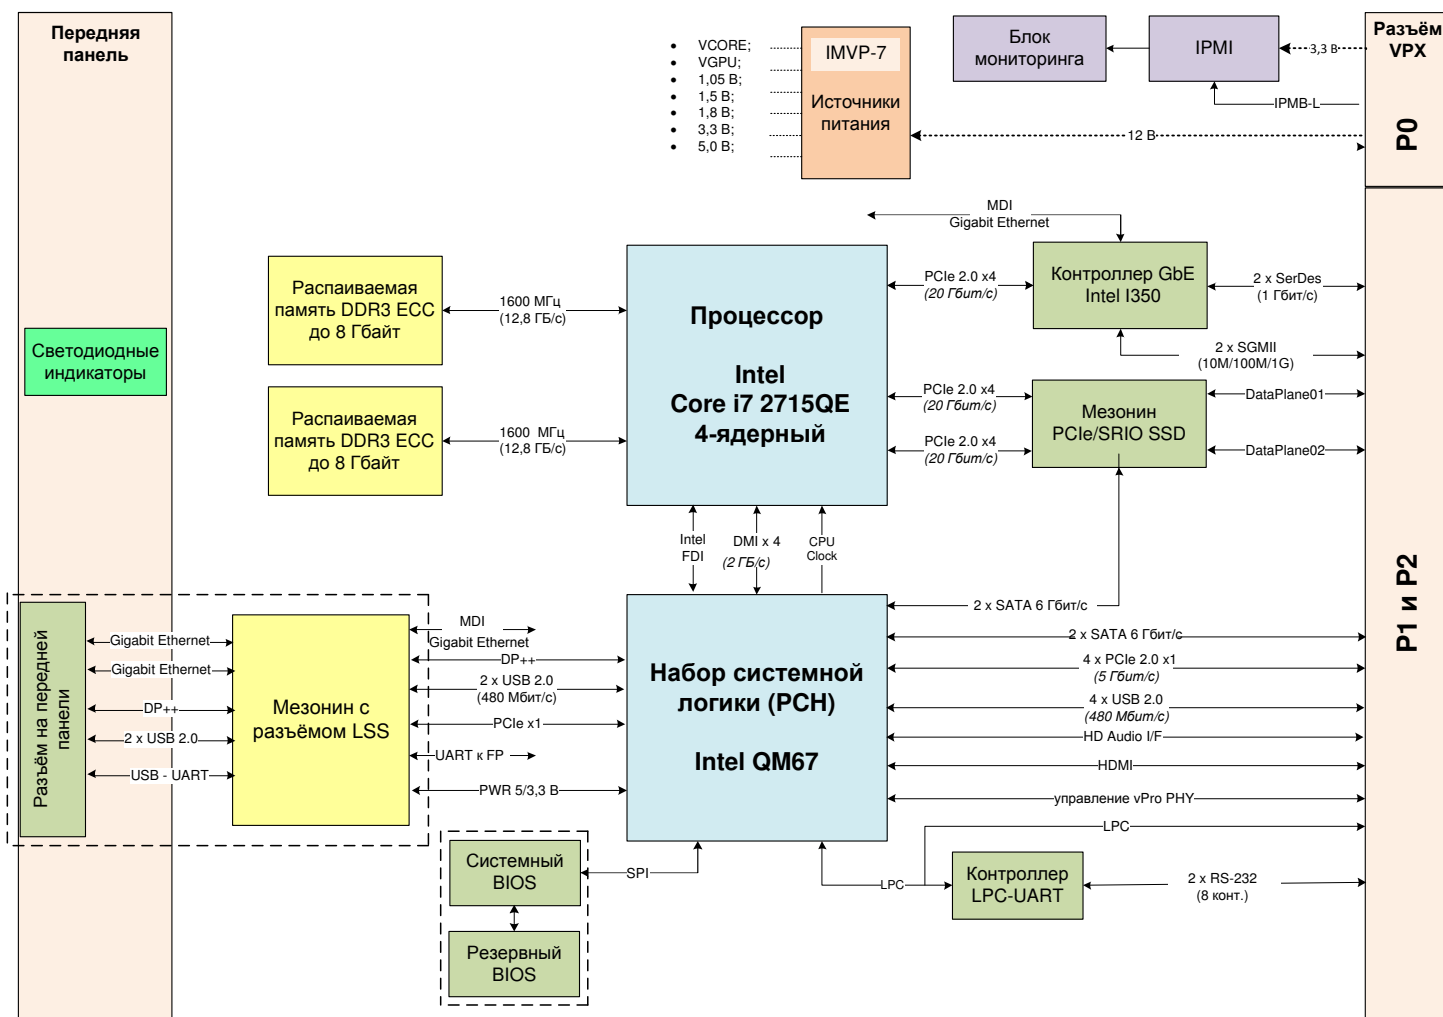 Передняя
панель
Светодиодные
индикаторы
• VCORE;
• VGPU;
• 1,05 В;
• 1,5 В;
• 1,8 В;
• 3,3 В;
• 5,0 В;
IMVP-7
Источники
питания
Блок
мониторинга
IPMI
3,3 В
IPMB-L
12 В
Разъём
VPX
P0
MDI
Gigabit Ethernet
Распаиваемая
память DDR3 ECC
до 8 Гбайт
1600 МГц
(12,8 ГБ/с)
Распаиваемая
память DDR3 ECC
до 8 Гбайт
1600 МГц
(12,8 ГБ/с)
Процессор
Intel
Core i7 2715QE
4-ядерный
PCIe 2.0 x4
(20 Гбит/с)
Контроллер GbE
Intel I350
2 x SerDes
(1 Гбит/с)
2 x SGMII
(10M/100M/1G)
PCIe 2.0 x4
(20 Гбит/с)
PCIe 2.0 x4
(20 Гбит/с)
Мезонин
PCIe/SRIO SSD
DataPlane01
DataPlane02
Intel
FDI
DMI x 4
(2 ГБ/с)
CPU
Clock
2 x SATA 6 Гбит/с
P1 и P2
Разъём на передней
панели
Gigabit Ethernet
Gigabit Ethernet
DP++
2 x USB 2.0
USB - UART
Мезонин с
разъёмом LSS
MDI
Gigabit Ethernet
DP++
2 x USB 2.0
(480 Мбит/с)
PCIe x1
UART к FP
PWR 5/3,3 В
Набор системной
логики (PCH)
Intel QM67
2 x SATA 6 Гбит/с
4 x PCIe 2.0 x1
(5 Гбит/с)
4 x USB 2.0
(480 Мбит/с)
HD Audio I/F
HDMI
управление vPro PHY
LPC
Системный
BIOS
Резервный
BIOS
SPI
LPC
Контроллер
LPC-UART
2 x RS-232
(8 конт.)